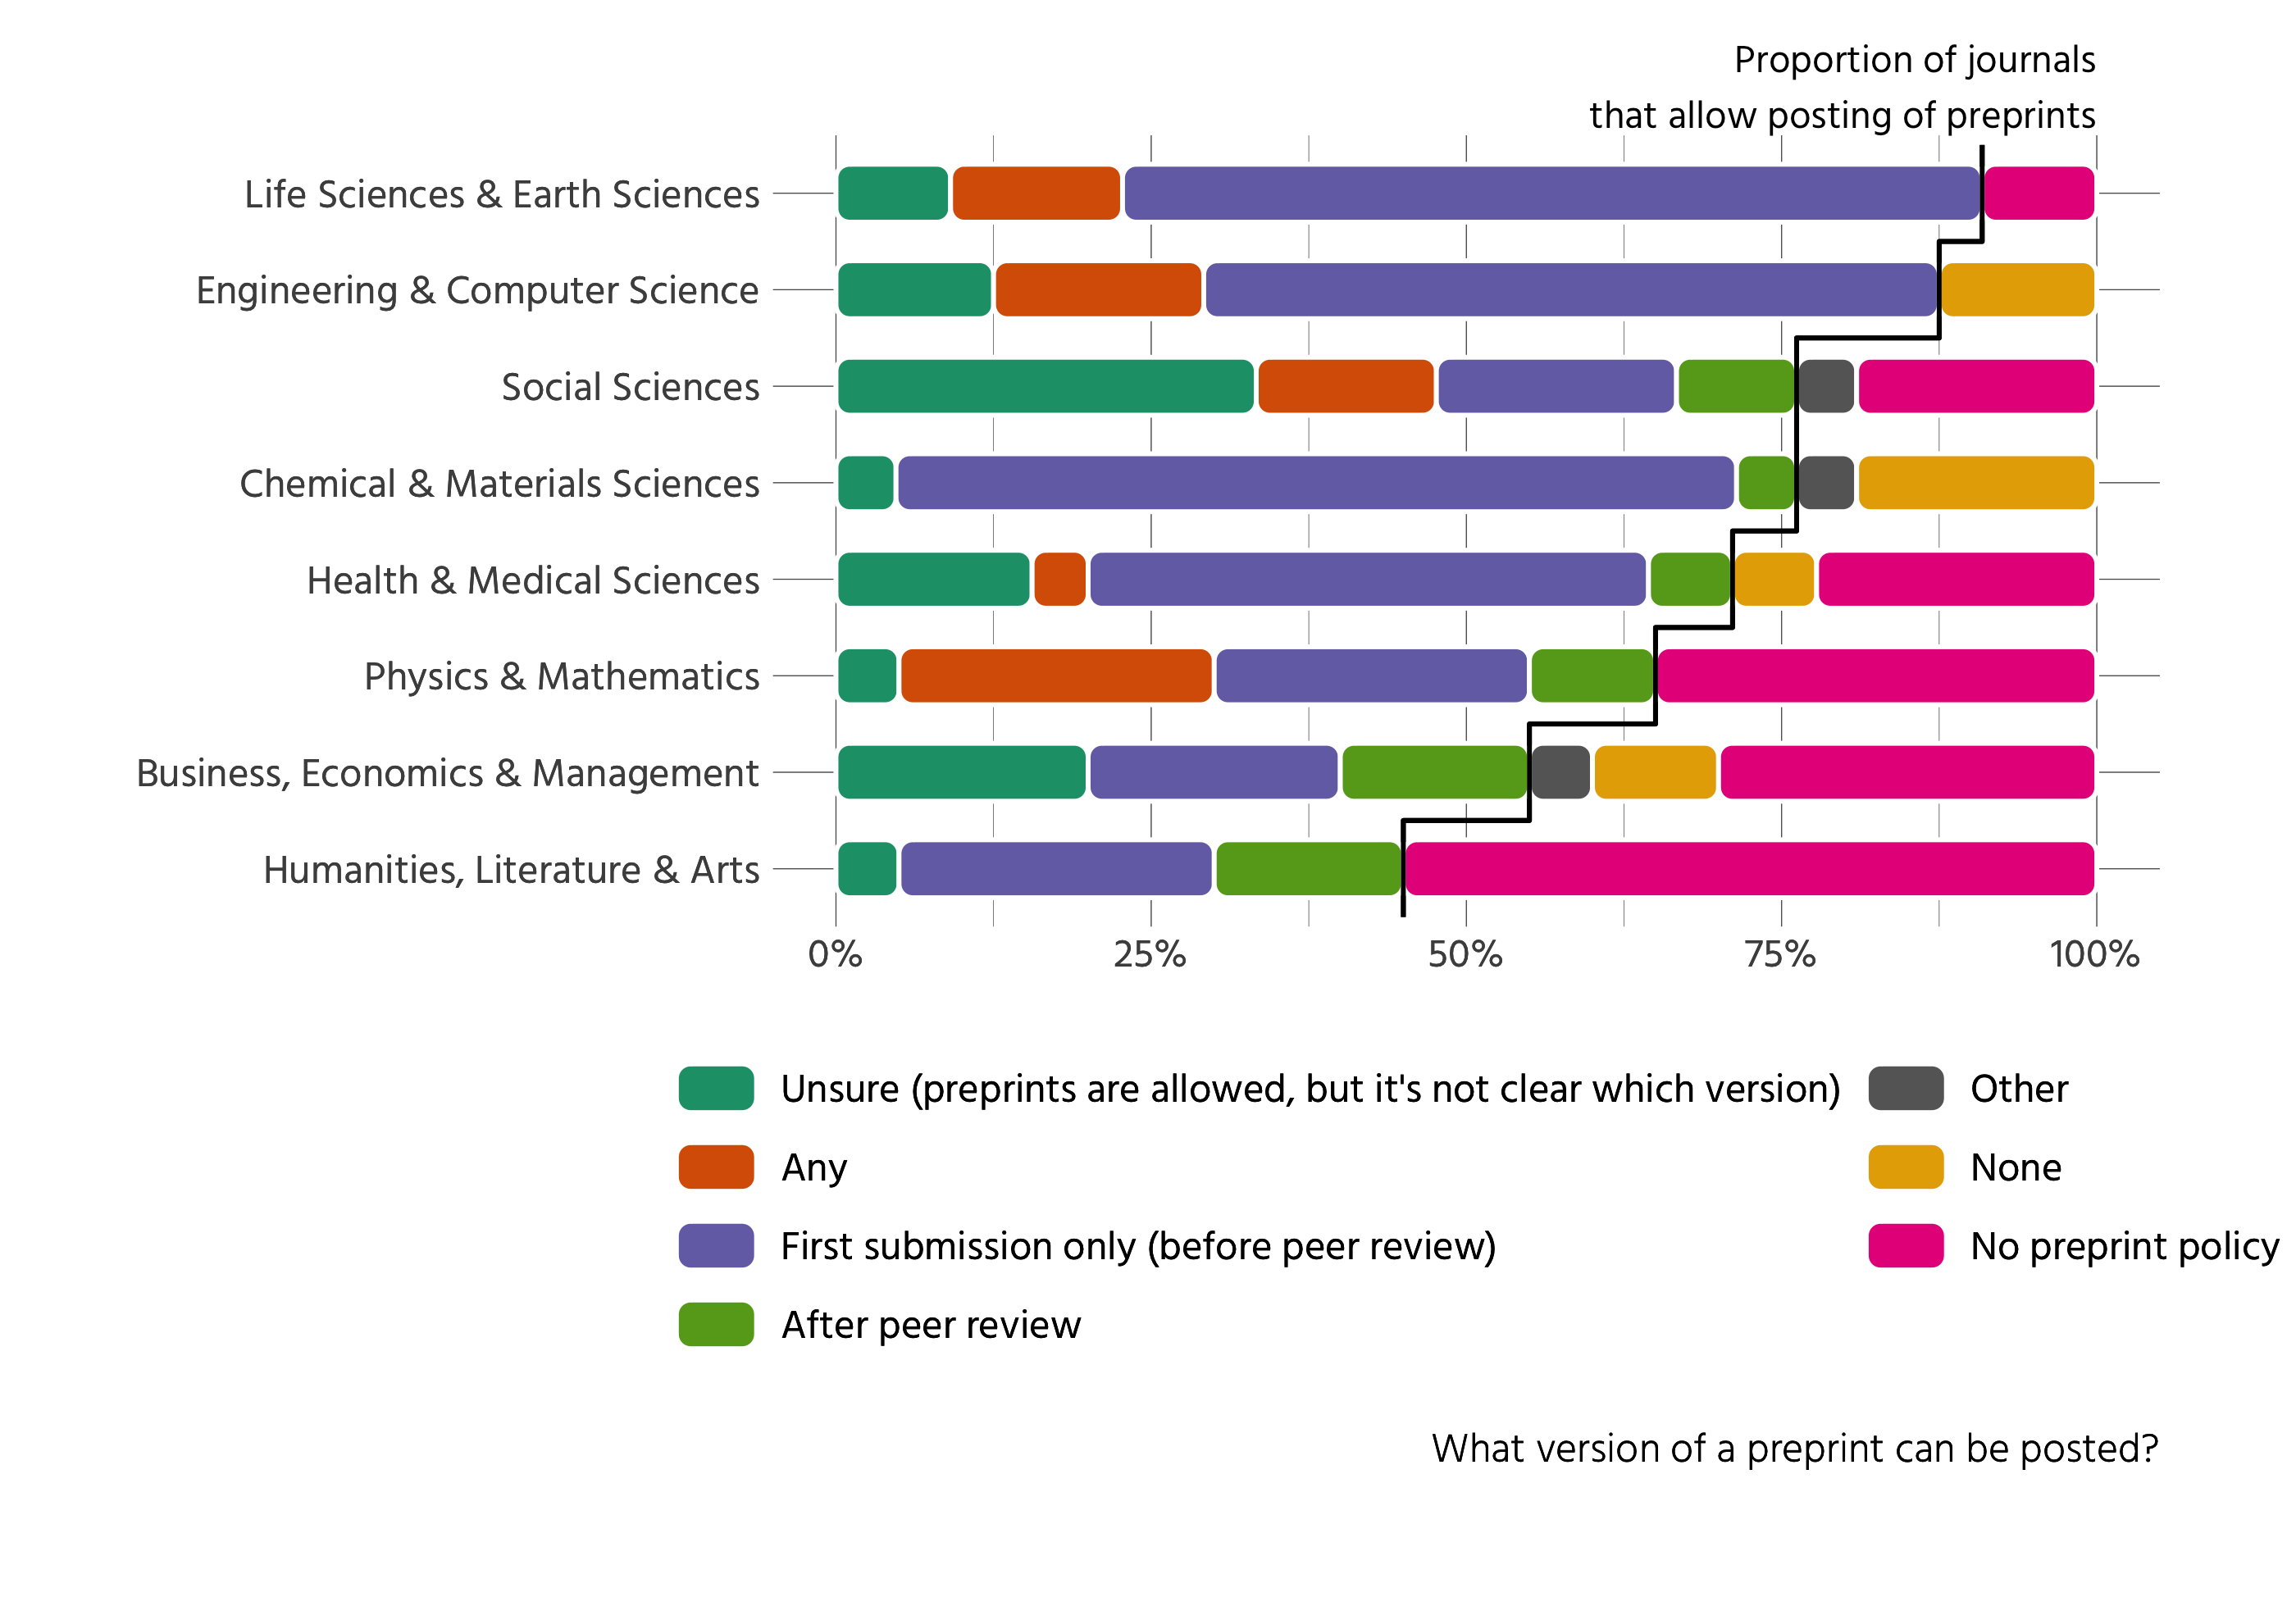 Proportion of journals
that allow posting of preprints
Life Sciences & Earth Sciences
Engineering & Computer Science
Social Sciences
Chemical & Materials Sciences
Health & Medical Sciences
Physics & Mathematics
Business, Economics & Management
Humanities, Literature & Arts
0% 25% 50% 75% 100%
Unsure (preprints are allowed, but it's not clear which version)
Any
First submission only (before peer review)
After peer review
Other
None
No preprint policy
What version of a preprint can be posted?